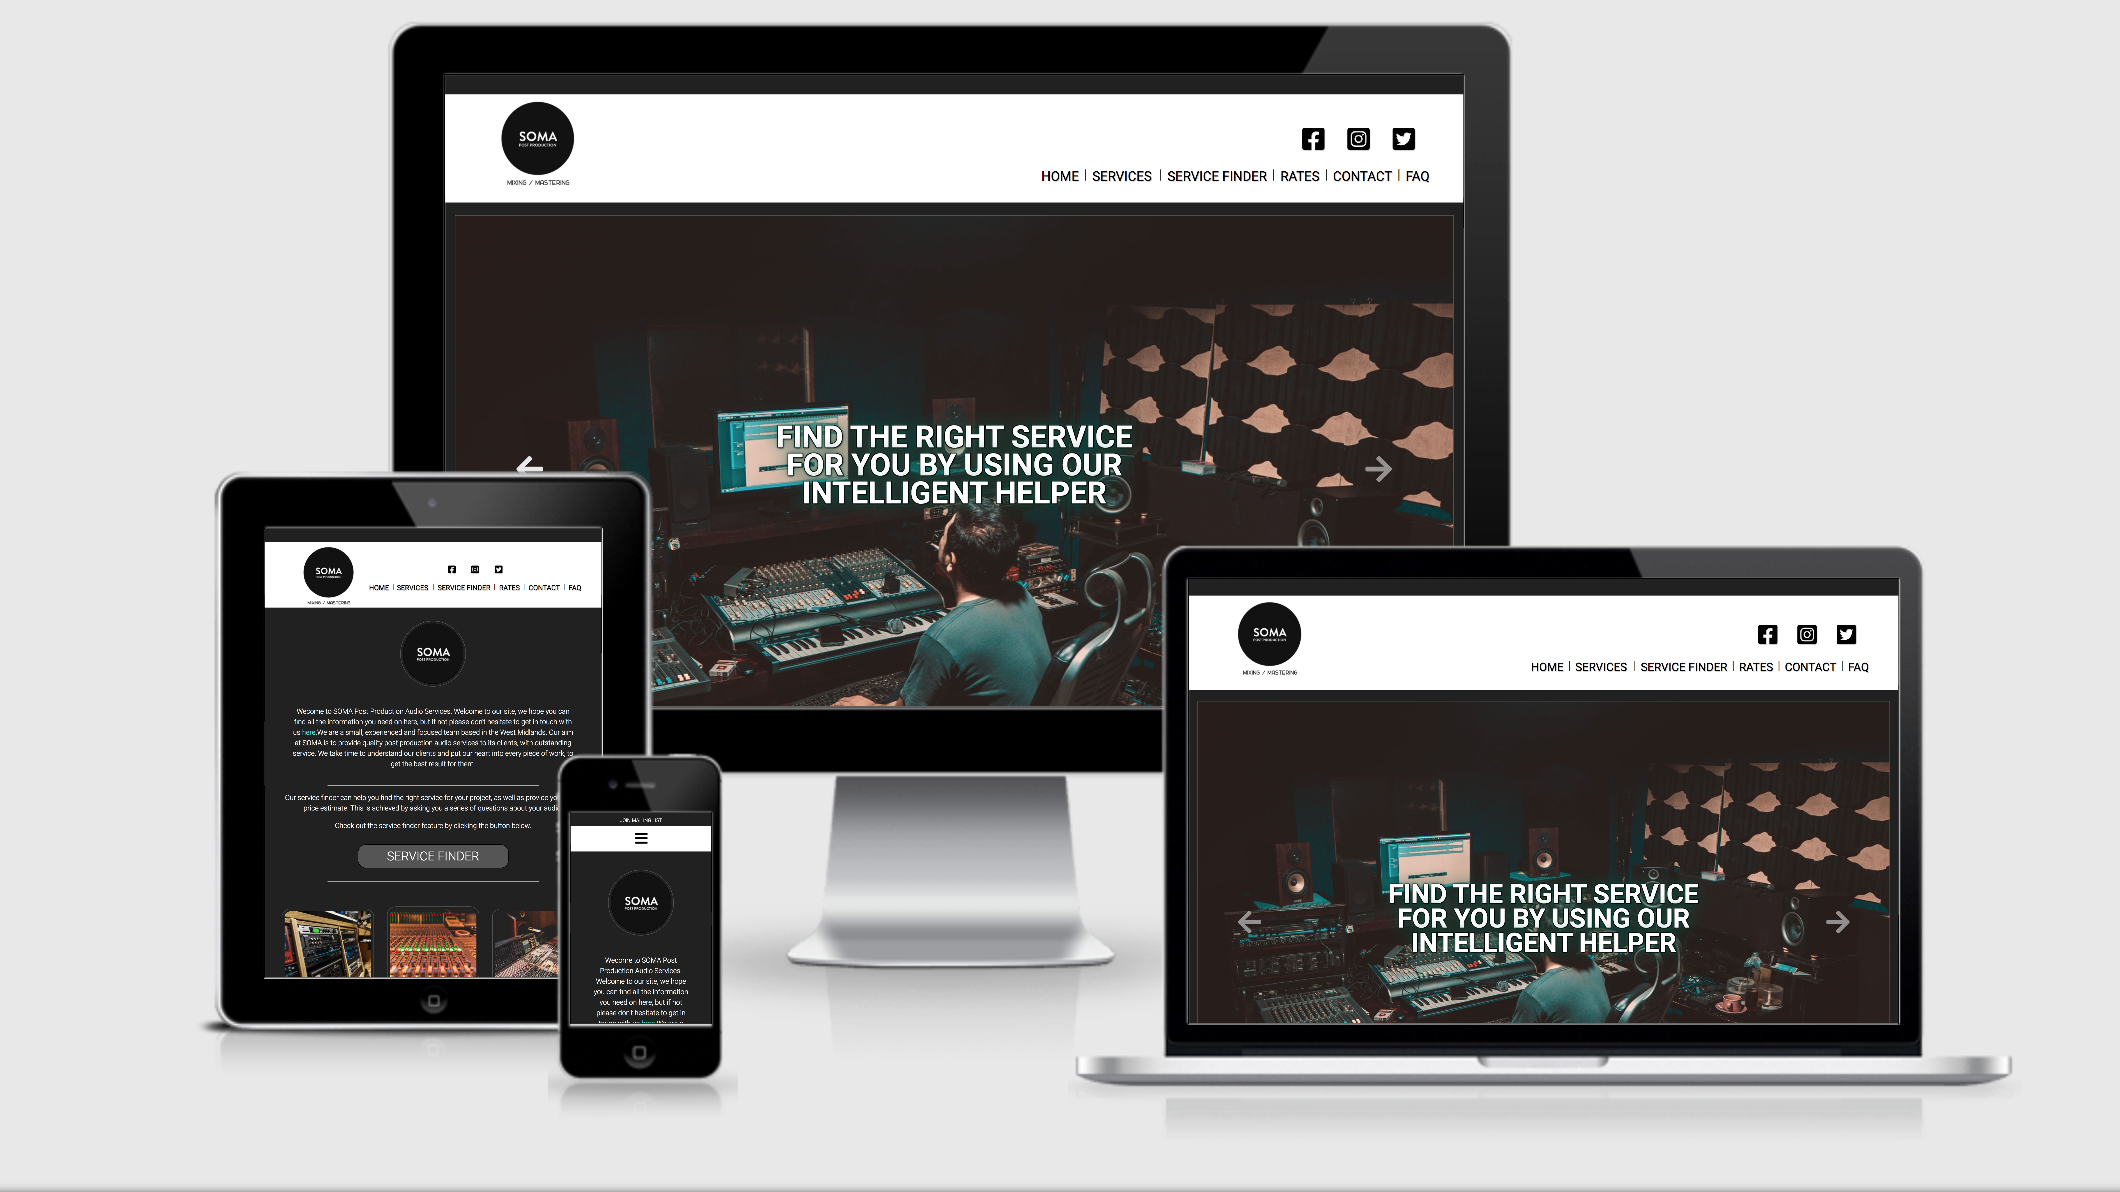 SOMA
POST PRODUCTION
MIXING / MASTERING
HOME | SERVICES | SERVICE FINDER | RATES | CONTACT | FAQ
FIND THE RIGHT SERVICE
FOR YOU BY USING OUR
INTELLIGENT HELPER
SOMA
POST PRODUCTION
MIXING / MASTERING
HOME | SERVICES | SERVICE FINDER | RATES | CONTACT | FAQ
SOMA
POST PRODUCTION
Welcome to SOMA Post Production Audio Services. Welcome to our site, we hope you can
find all the information you need on here, but if not please don't hesitate to get in touch with
us here.We are a small, experienced and focused team based in the West Midlands. Our aim
at SOMA is to provide quality post production audio services to its clients, with outstanding
service. We take time to understand our clients and put our heart into every piece of work, to
get the best result for them
Our service finder can help you find the right service for your project, as well as provide
price estimate. This is achieved by asking you a series of questions about your
Check out the service finder feature by clicking the button below.
SERVICE FINDER
JOIN MAILING LIST
SOMA
POST PRODUCTION
Welcome to SOMA Post
Production Audio Services.
Welcome to our site, we hope
you can find all the information
you need on here, but if not
please don't hesitate to get in
SOMA
POST PRODUCTION
MIXING / MASTERING
HOME | SERVICES | SERVICE FINDER | RATES | CONTACT | FAQ
FIND THE RIGHT SERVICE
FOR YOU BY USING OUR
INTELLIGENT HELPER